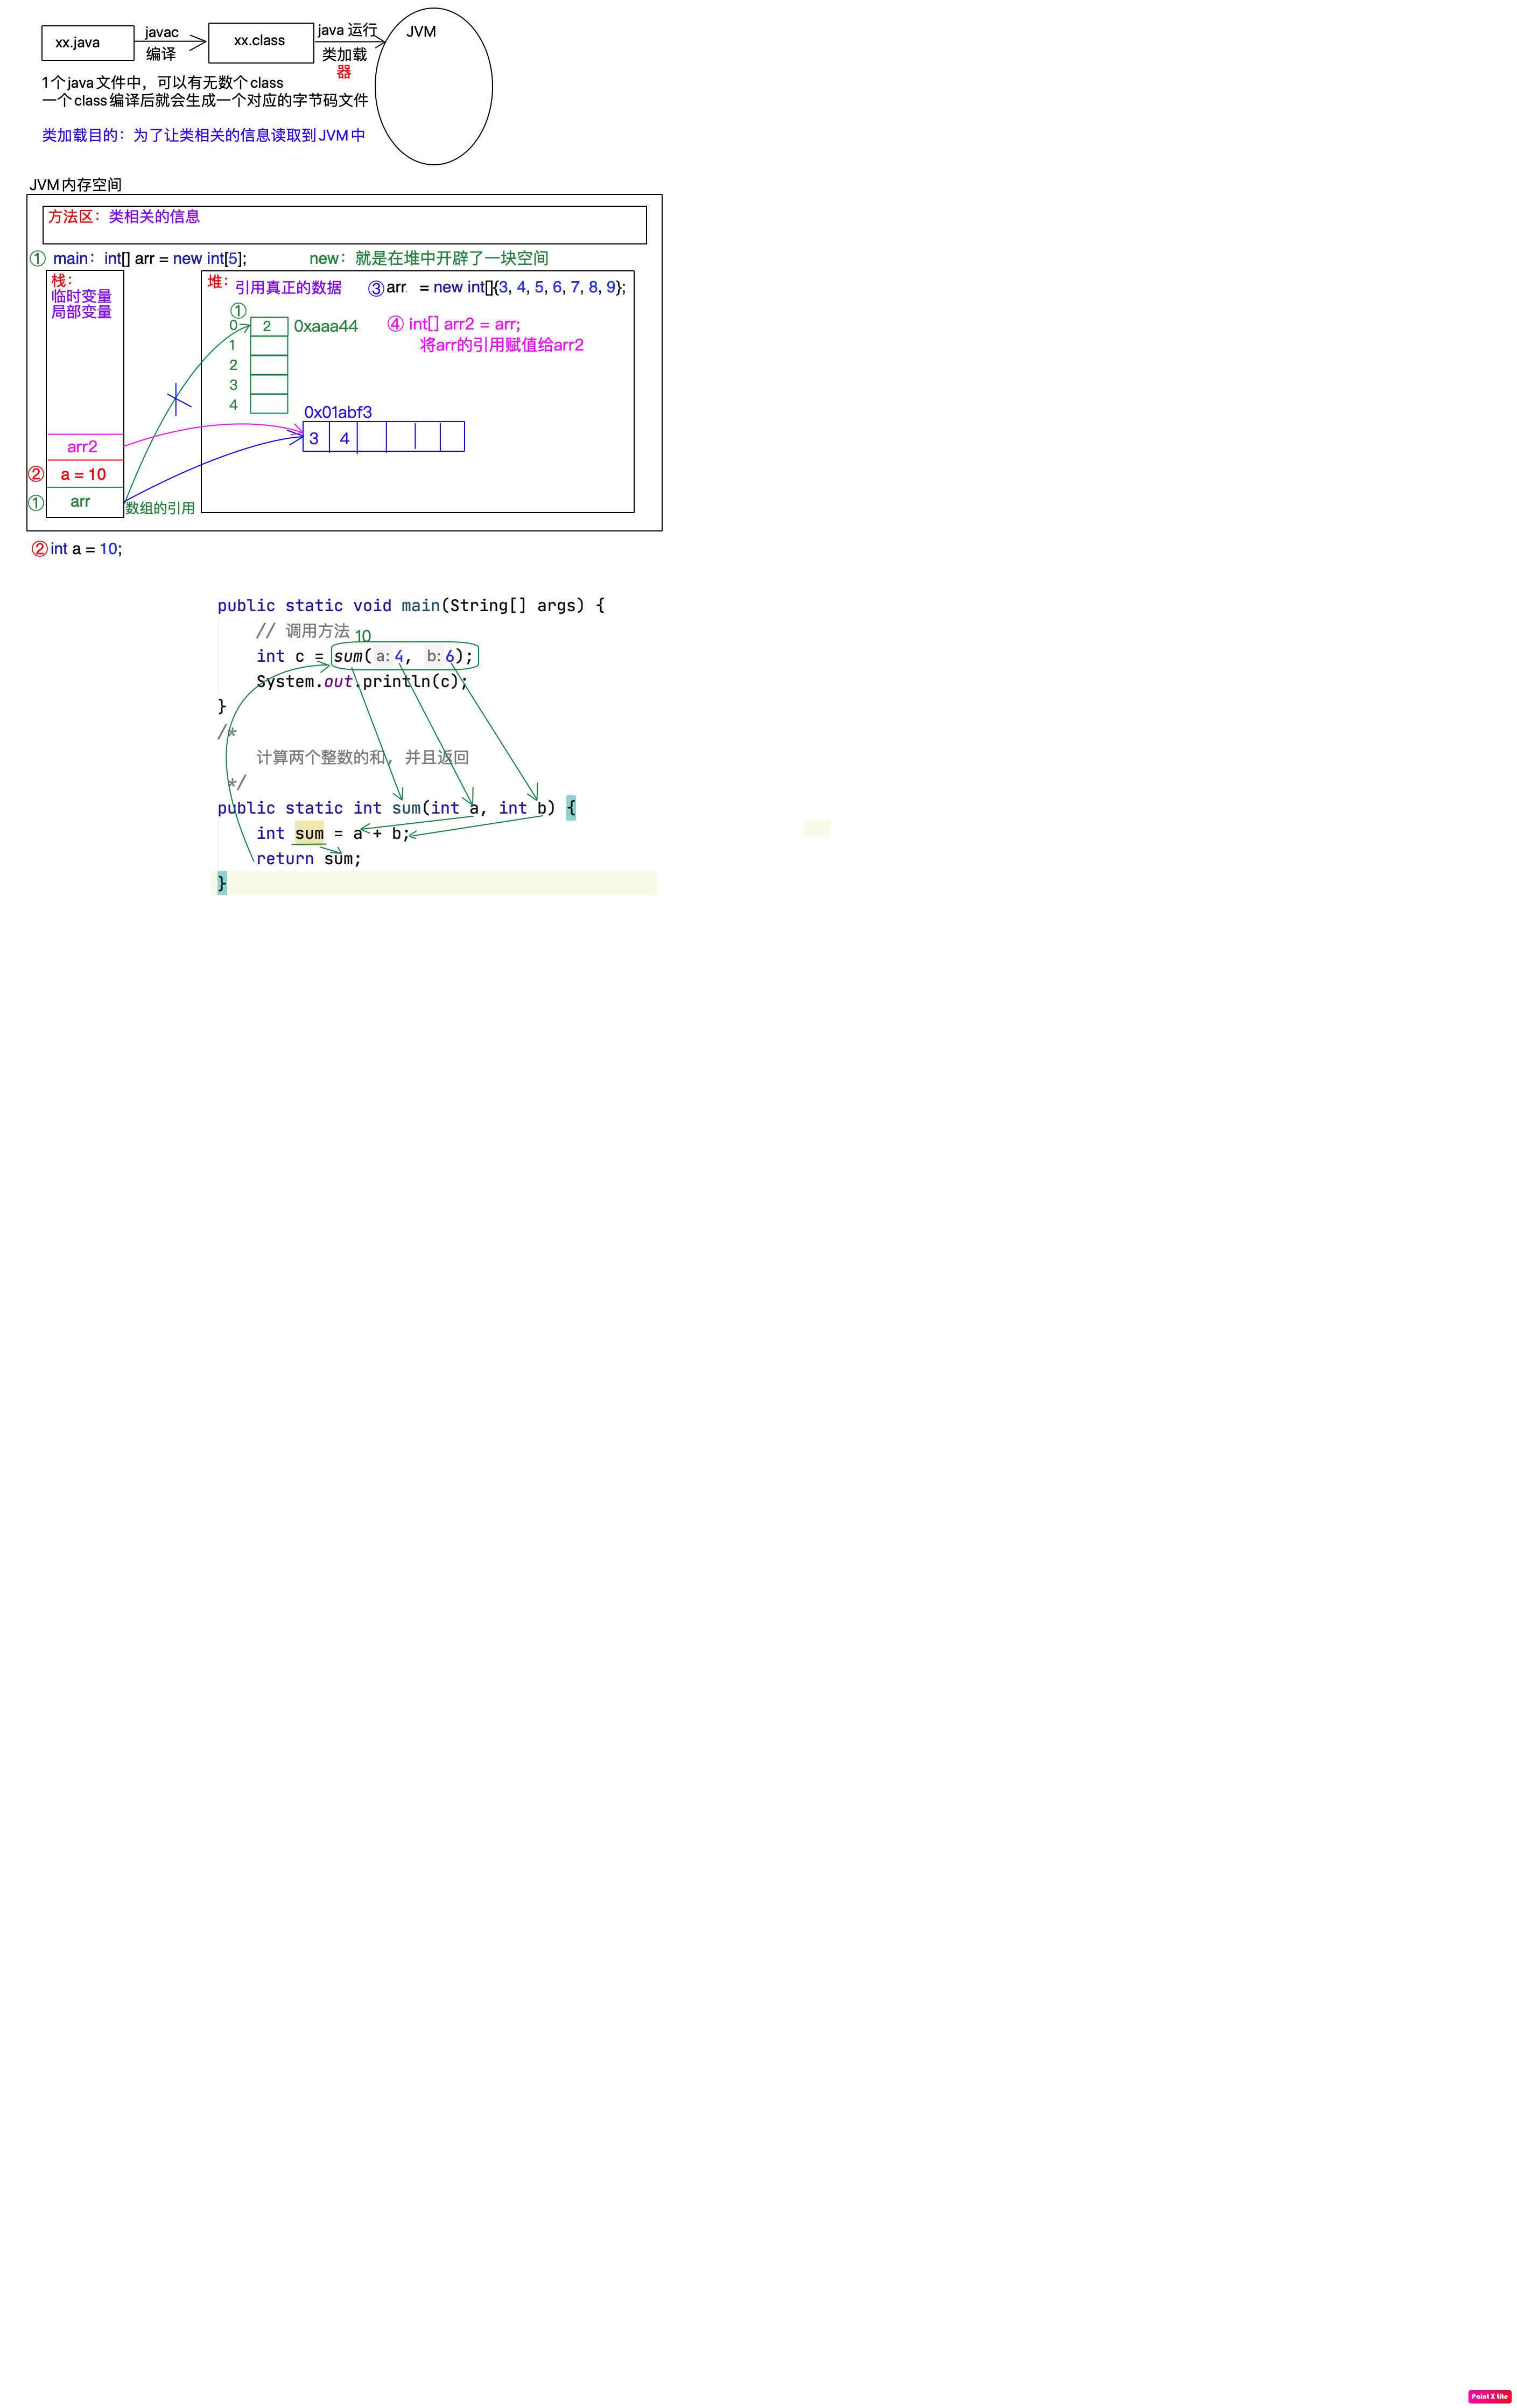 xx.java
javac
编译
xx.class
java 运行
类加载
器
JVM
1个java文件中，可以有无数个class
一个class编译后就会生成一个对应的字节码文件
类加载目的：为了让类相关的信息读取到JVM中
JVM内存空间
方法区：类相关的信息
① main：int[] arr = new int[5];
new：就是在堆中开辟了一块空间
栈：
临时变量
局部变量
堆：引用真正的数据
③arr = new int[]{3, 4, 5, 6, 7, 8, 9};
①
0 2 0xaaa44
④ int[] arr2 = arr;
将arr的引用赋值给arr2
1
2
3
4
0x01abf3
3 4
arr2
② a = 10
① arr
数组的引用
②int a = 10;
public static void main(String[] args) {
// 调用方法
10
int c = sum( a: 4, b: 6);
System.out.println(c);
}
/*
计算两个整数的和，并且返回
*/
public static int sum(int a, int b) {
int sum = a + b;
return sum;
}
Paint X Lite